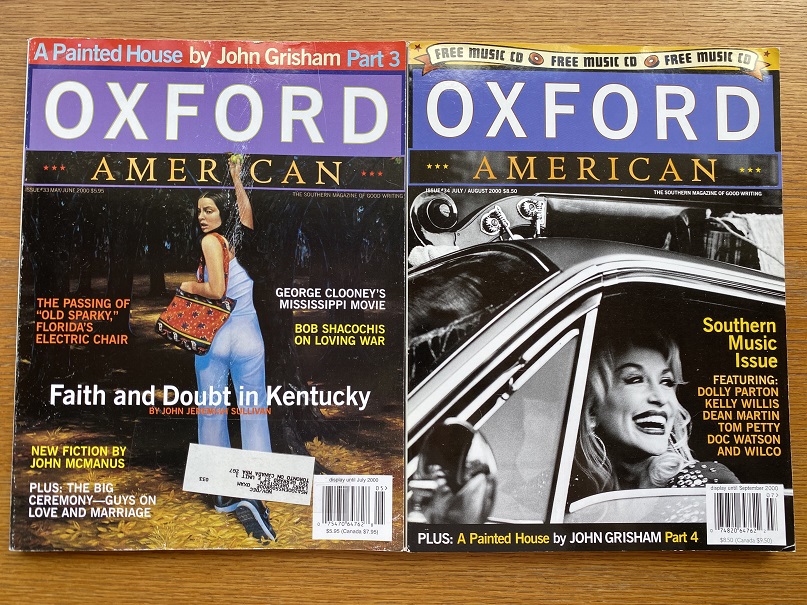 A Painted House by John Grisham Part 3
OXFORD
★★★ AMERICAN ★★★
ISSUE #33 MAY/JUNE 2000 $5.95
THE SOUTHERN MAGAZINE OF GOOD WRITING
GEORGE CLOONEY'S
MISSISSIPPI MOVIE
THE PASSING OF
"OLD SPARKY,"
FLORIDA'S
ELECTRIC CHAIR
BOB SHACOCHIS
ON LOVING WAR
Faith and Doubt in Kentucky
BY JOHN JEREMIAH SULLIVAN
NEW FICTION BY
JOHN MCMANUS
PLUS: THE BIG
CEREMONY—GUYS ON
LOVE AND MARRIAGE
display until July 2000
05>
$5.95 (Canada $7.95)
FREE MUSIC CD FREE MUSIC CD FREE MUSIC CD
OXFORD
★★★ AMERICAN ★★★
ISSUE #34 JULY / AUGUST 2000 $8.50
THE SOUTHERN MAGAZINE OF GOOD WRITING
Southern
Music
Issue
FEATURING:
DOLLY PARTON
KELLY WILLIS
DEAN MARTIN
TOM PETTY
DOC WATSON
AND WILCO
display until September 2000
07>
$8.50 (Canada $9.50)
PLUS: A Painted House by JOHN GRISHAM Part 4